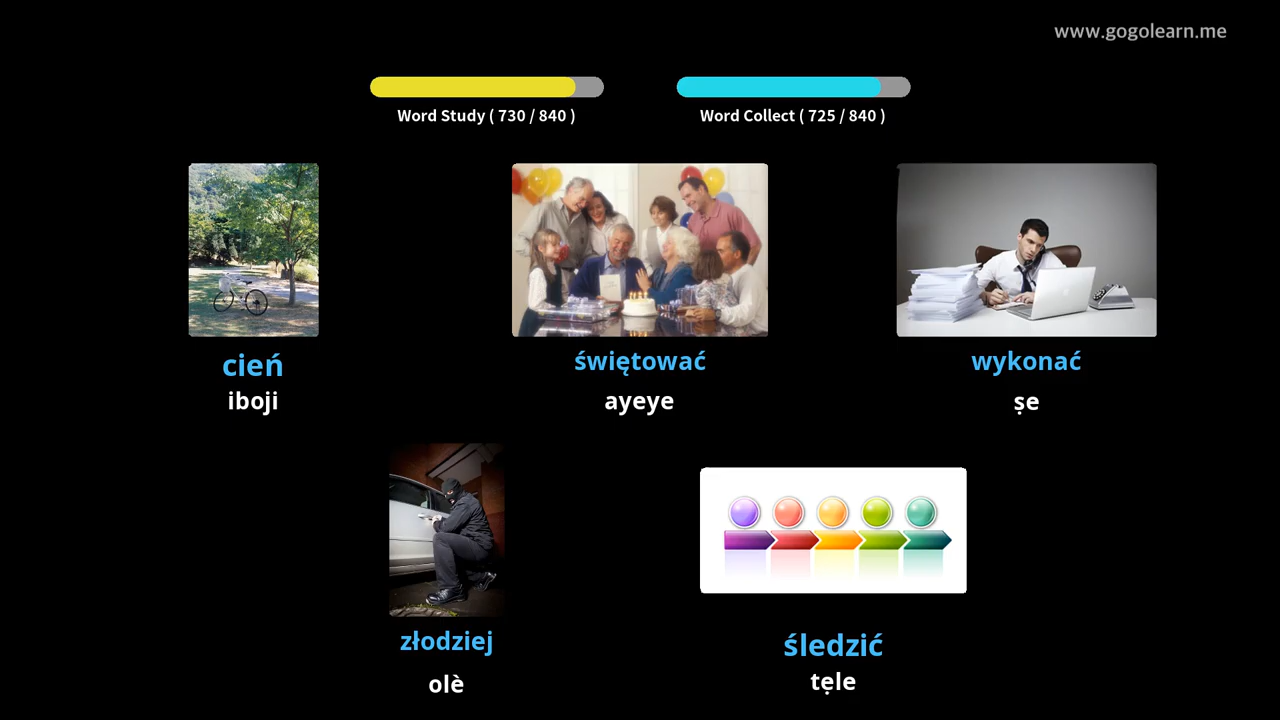 www.gogolearn.me
Word Study ( 730 / 840 )
Word Collect ( 725 / 840 )
cień
iboji
świętować
ayeye
wykonać
ṣe
złodziej
olè
śledzić
tẹle